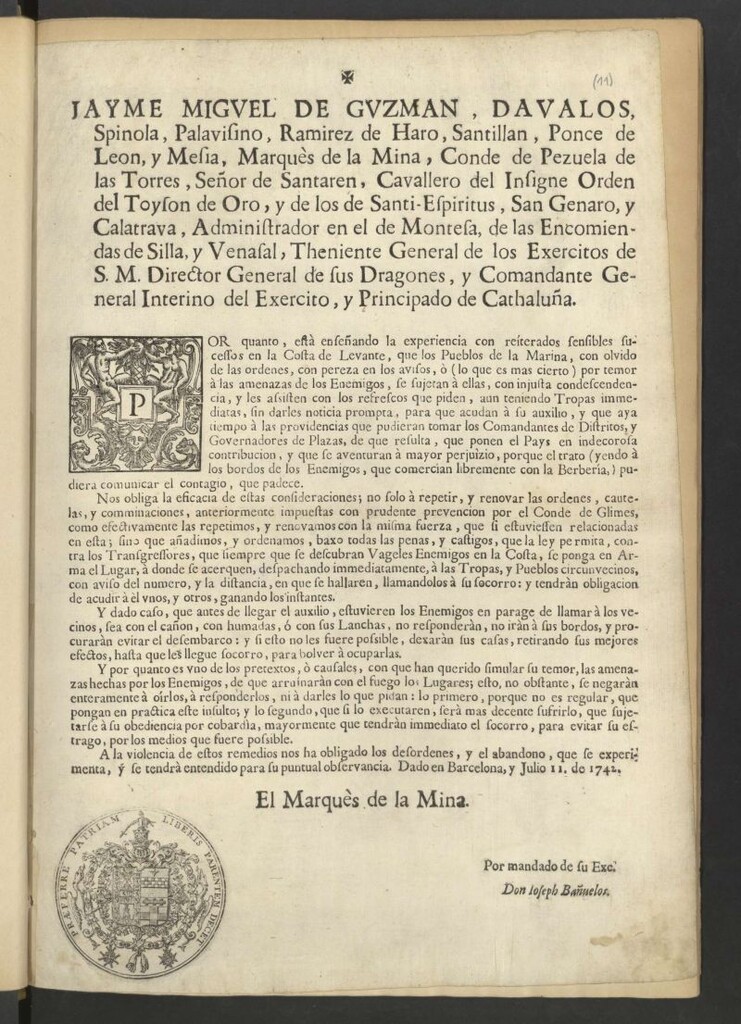 ✠
(11)
JAYME MIGVEL DE GVZMAN, DAVALOS,
Spinola, Palaviſino, Ramirez de Haro, Santillan, Ponce de
Leon, y Meſia, Marquès de la Mina, Conde de Pezuela de
las Torres, Señor de Santaren, Cavallero del Inſigne Orden
del Toyſon de Oro, y de los de Santi-Eſpiritus, San Genaro, y
Calatrava, Adminiſtrador en el de Monteſa, de las Encomien-
das de Silla, y Venaſal, Theniente General de los Exercitos de
S. M. Director General de ſus Dragones, y Comandante Ge-
neral Interino del Exercito, y Principado de Cathaluña.
POR quanto, eſtà enſeñando la experiencia con reiterados ſenſibles ſu-
ceſſos en la Coſta de Levante, que los Pueblos de la Marina, con olvido
de las ordenes, con pereza en los aviſos, ò (lo que es mas cierto) por temor
à las amenazas de los Enemigos, ſe ſujetan à ellas, con injuſta condeſcenden-
cia, y les aſſiſten con los refreſcos que piden, aun teniendo Tropas imme-
diatas, ſin darles noticia prompta, para que acudan à ſu auxilio, y que aya
tiempo à las providencias que pudieran tomar los Comandantes de Diſtritos, y
Governadores de Plazas, de que reſulta, que ponen el Pays en indecoroſa
contribucion, y que ſe aventuran à mayor perjuizio, porque el trato (yendo à
los bordos de los Enemigos, que comercian libremente con la Berberia,) pu-
diera comunicar el contagio, que padece.
Nos obliga la eficacia de eſtas conſideraciones; no ſolo à repetir, y renovar las ordenes, caute-
las, y comminaciones, anteriormente impueſtas con prudente prevencion por el Conde de Glimes,
como efectivamente las repetimos, y renovamos con la miſma fuerza, que ſi eſtuvieſſen relacionadas
en eſta; ſino que añadimos, y ordenamos, baxo todas las penas, y caſtigos, que la ley permita, con-
tra los Tranſgreſſores, que ſiempre que ſe deſcubran Vageles Enemigos en la Coſta, ſe ponga en Ar-
ma el Lugar, à donde ſe acerquen, deſpachando immediatamente, à las Tropas, y Pueblos circunvecinos,
con aviſo del numero, y la diſtancia, en que ſe hallaren, llamandolos à ſu ſocorro: y tendràn obligacion
de acudir à èl vnos, y otros, ganando los inſtantes.
Y dado caſo, que antes de llegar el auxilio, eſtuvieren los Enemigos en parage de llamar à los ve-
cinos, ſea con el cañon, con humadas, ó con ſus Lanchas, no reſponderàn, no iràn à ſus bordos, y pro-
curaràn evitar el deſembarco: y ſi eſto no les fuere poſſible, dexaràn ſus caſas, retirando ſus mejores
efectos, haſta que les llegue ſocorro, para bolver à ocuparlas.
Y por quanto es vno de los pretextos, ò cauſales, con que han querido ſimular ſu temor, las amena-
zas hechas por los Enemigos, de que arruinaràn con el fuego los Lugares; eſto, no obſtante, ſe negaràn
enteramente à oirlos, à reſponderlos, ni à darles lo que pidan: lo primero, porque no es regular, que
pongan en practica eſte inſulto; y lo ſegundo, que ſi lo executaren, ſerà mas decente ſufrirlo, que ſuje-
tarſe à ſu obediencia por cobardìa, mayormente que tendràn immediato el ſocorro, para evitar ſu eſ-
trago, por los medios que fuere poſſible.
A la violencia de eſtos remedios nos ha obligado los deſordenes, y el abandono, que ſe experi-
menta, y ſe tendrà entendido para ſu puntual obſervancia. Dado en Barcelona, y Julio 11. de 1742.
El Marquès de la Mina.
Por mandado de ſu Exc.
Don Ioſeph Bañuelos.
PRÆFERRE PATRIAM LIBERIS PARENTEM DECET